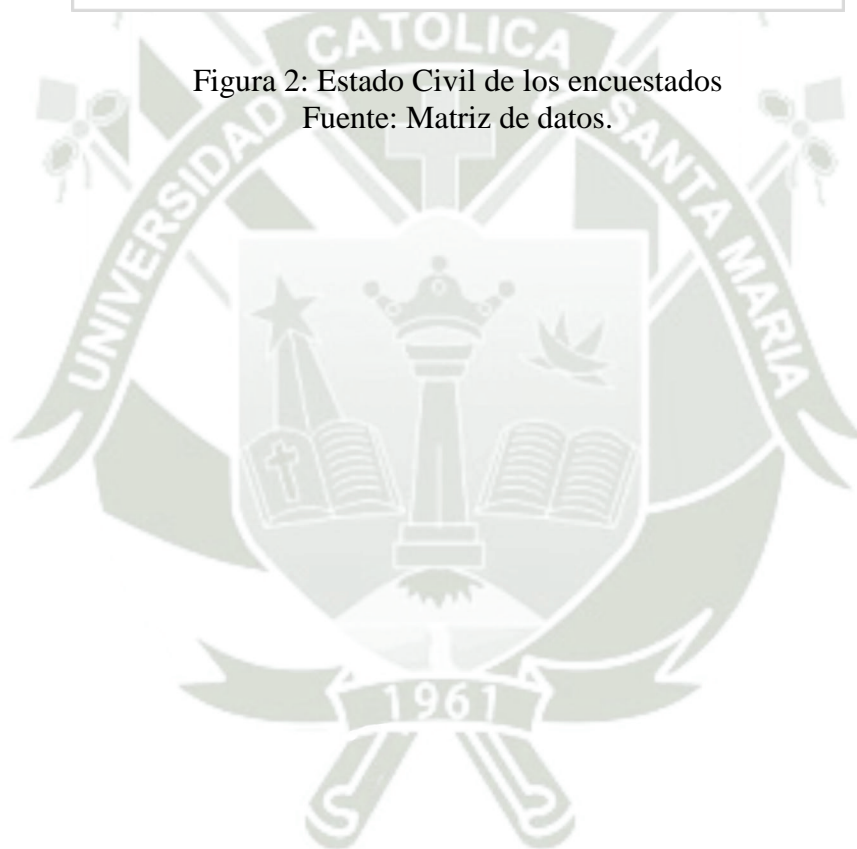 Figura 2: Estado Civil de los encuestados
Fuente: Matriz de datos.
UNIVERSIDAD CATOLICA SANTA MARIA
1961